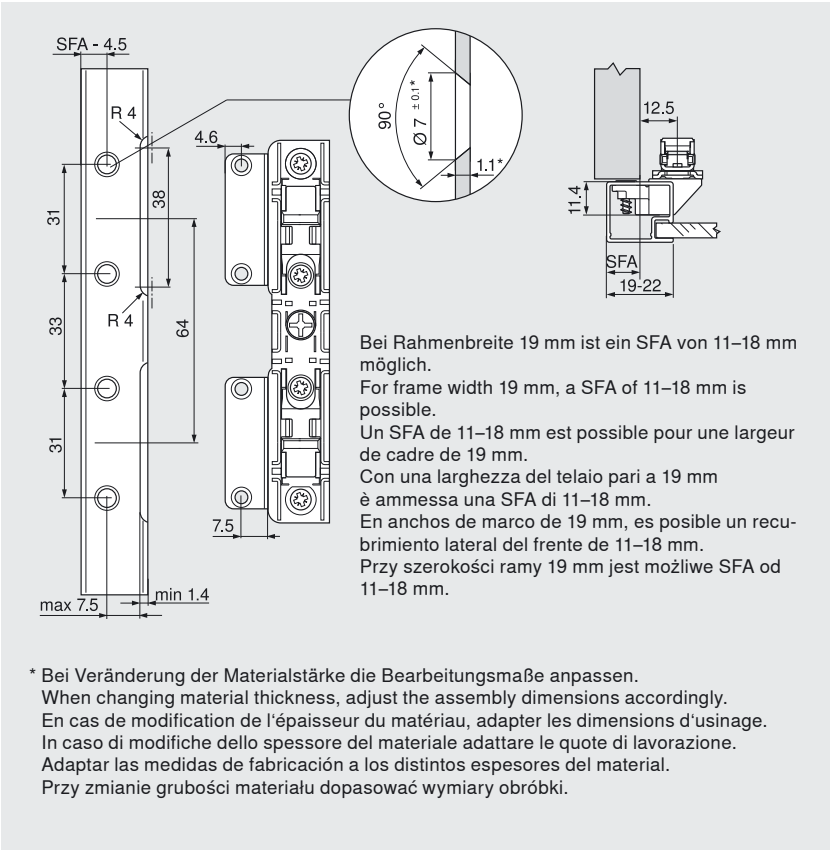 SFA - 4.5
R 4
4.6
90°
Ø 7 ± 0.1*
1.1*
12.5
11.4
SFA
19-22
31
38
33
R 4
64
31
7.5
max 7.5
min 1.4
Bei Rahmenbreite 19 mm ist ein SFA von 11–18 mm
möglich.
For frame width 19 mm, a SFA of 11–18 mm is
possible.
Un SFA de 11–18 mm est possible pour une largeur
de cadre de 19 mm.
Con una larghezza del telaio pari a 19 mm
è ammessa una SFA di 11–18 mm.
En anchos de marco de 19 mm, es posible un recu-
brimiento lateral del frente de 11–18 mm.
Przy szerokości ramy 19 mm jest możliwe SFA od
11–18 mm.
* Bei Veränderung der Materialstärke die Bearbeitungsmaße anpassen.
When changing material thickness, adjust the assembly dimensions accordingly.
En cas de modification de l‘épaisseur du matériau, adapter les dimensions d‘usinage.
In caso di modifiche dello spessore del materiale adattare le quote di lavorazione.
Adaptar las medidas de fabricación a los distintos espesores del material.
Przy zmianie grubości materiału dopasować wymiary obróbki.